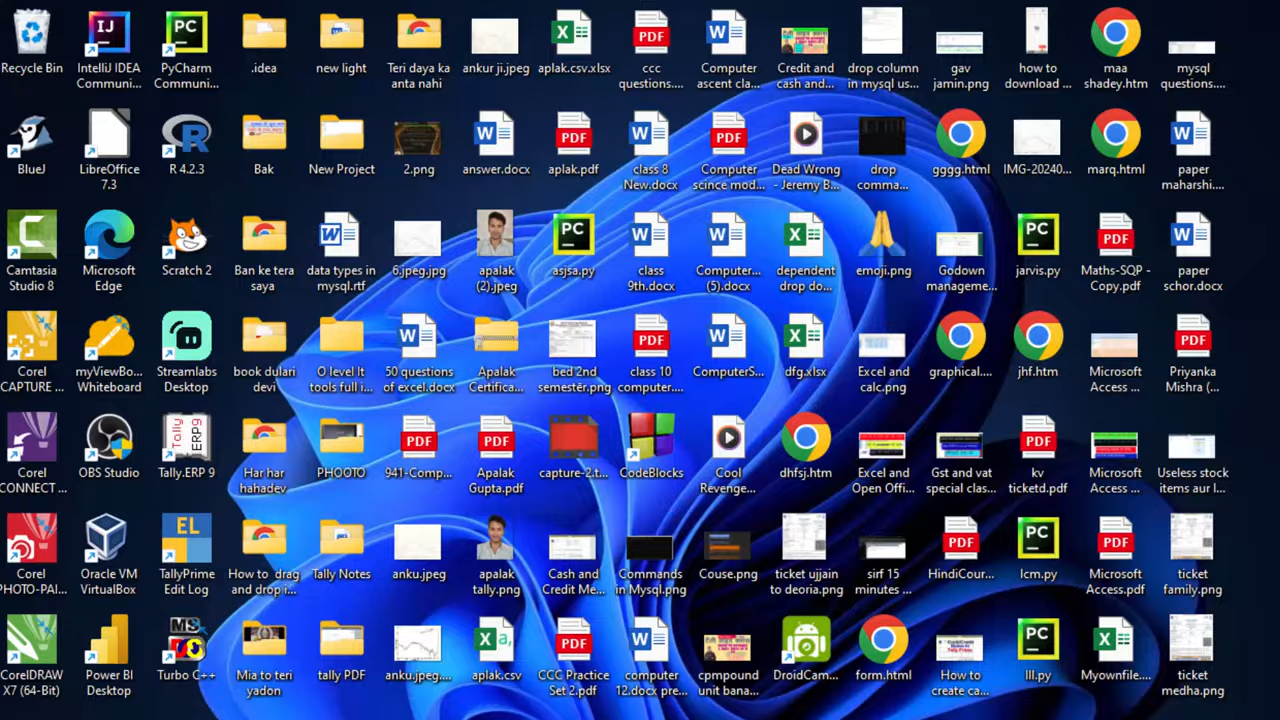 Recycle Bin
IntelliJ IDEA
Communi...
PyCharm
Communi...
.idea
new light
Teri daya ka
anta nahi
ankur ji.jpeg
aplak.csv.xlsx
ccc
questions....
Computer
ascent cla...
Credit and
cash and...
drop column
in mysql us...
gav
jamin.png
how to
download ...
maa
shadey.htm
mysql
questions....
BlueJ
LibreOffice
7.3
R 4.2.3
Bak
New Project
2.png
answer.docx
aplak.pdf
class 8
New.docx
Computer
scince mod...
Dead Wrong
- Jeremy B...
drop
comma...
gggg.html
IMG-20240...
marq.html
paper
maharshi....
Camtasia
Studio 8
Microsoft
Edge
Scratch 2
Ban ke tera
saya
data types in
mysql.rtf
6.jpeg.jpg
apalak
(2).jpeg
asjsa.py
class
9th.docx
Computer...
(5).docx
dependent
drop do...
emoji.png
Godown
manageme...
jarvis.py
Maths-SQP -
Copy.pdf
paper
schor.docx
Corel
CAPTURE ...
myViewBo...
Whiteboard
Streamlabs
Desktop
book dulari
devi
O level It
tools full i...
50 questions
of excel.docx
Apalak
Certifica...
bed 2nd
semester.png
class 10
computer....
ComputerS...
dfg.xlsx
Excel and
calc.png
graphical....
jhf.htm
Microsoft
Access ...
Priyanka
Mishra (...
Corel
CONNECT ...
OBS Studio
Tally.ERP 9
Har har
hahadev
PHOOTO
941-Comp...
Apalak
Gupta.pdf
capture-2.t...
CodeBlocks
Cool
Revenge...
dhfsj.htm
Excel and
Open Offi...
Gst and vat
special clas...
kv
ticketd.pdf
Microsoft
Access ...
Useless stock
items aur l...
Corel
PHOTO-PAI...
Oracle VM
VirtualBox
TallyPrime
Edit Log
How to drag
and drop i...
Tally Notes
anku.jpeg
apalak
tally.png
Cash and
Credit Me...
Commands
in Mysql.png
Couse.png
ticket ujjain
to deoria.png
sirf 15
minutes ...
HindiCour...
lcm.py
Microsoft
Access.pdf
ticket
family.png
CorelDRAW
X7 (64-Bit)
Power BI
Desktop
Turbo C++
Mia to teri
yadon
tally PDF
anku.jpeg....
aplak.csv
CCC Practice
Set 2.pdf
computer
12.docx pre...
cpmpound
unit bana...
DroidCam...
form.html
How to
create ca...
lll.py
Myownfile....
ticket
medha.png